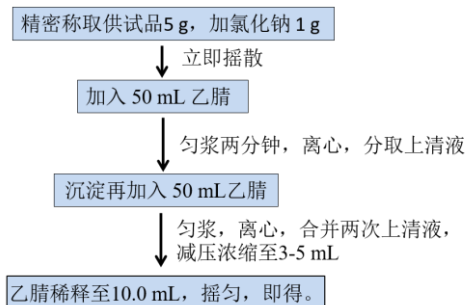 精密称取供试品5 g，加氯化钠 1 g
立即摇散
加入 50 mL 乙腈
匀浆两分钟，离心，分取上清液
沉淀再加入 50 mL乙腈
匀浆，离心，合并两次上清液，
减压浓缩至3-5 mL
乙腈稀释至10.0 mL，摇匀，即得。